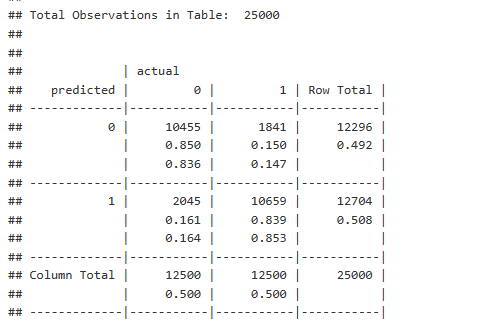 ## Total Observations in Table:  25000
##
##
##              | actual
##    predicted |         0 |         1 | Row Total |
## -------------|-----------|-----------|-----------|
##            0 |     10455 |      1841 |     12296 |
##              |     0.850 |     0.150 |     0.492 |
##              |     0.836 |     0.147 |           |
## -------------|-----------|-----------|-----------|
##            1 |      2045 |     10659 |     12704 |
##              |     0.161 |     0.839 |     0.508 |
##              |     0.164 |     0.853 |           |
## -------------|-----------|-----------|-----------|
## Column Total |     12500 |     12500 |     25000 |
##              |     0.500 |     0.500 |           |
## -------------|-----------|-----------|-----------|